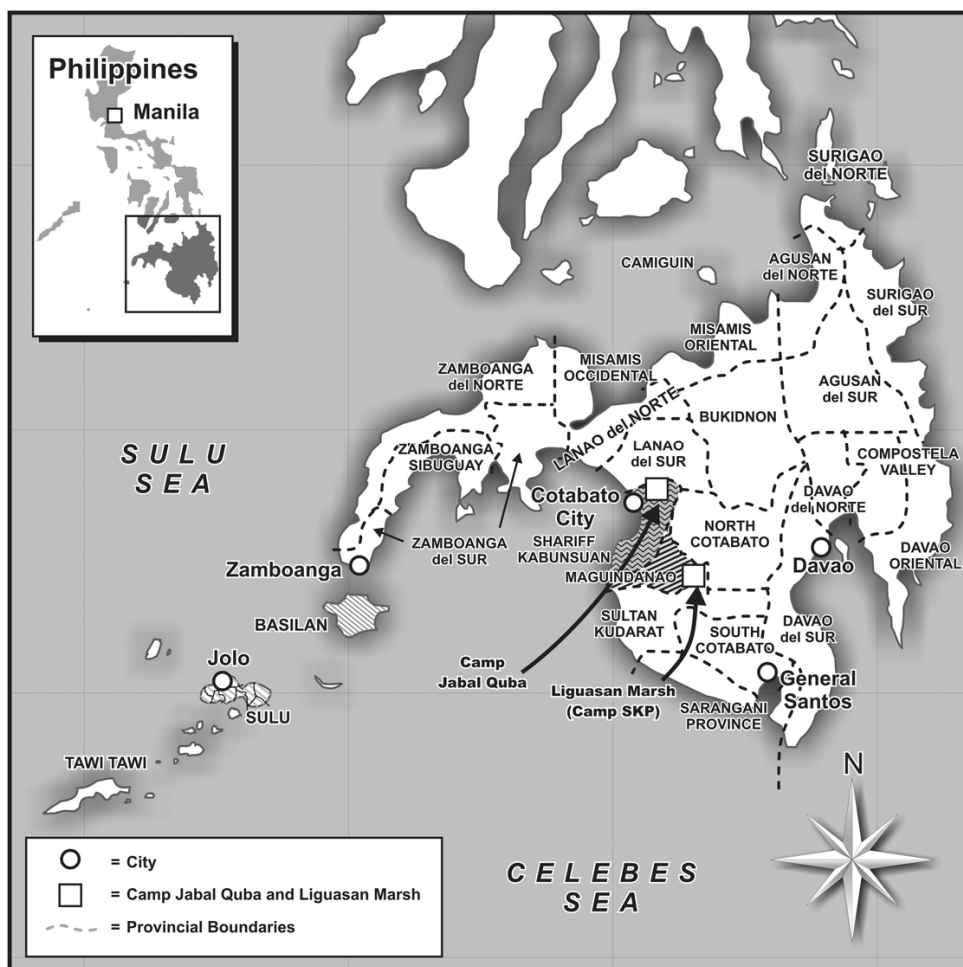 Philippines
Manila
SURIGAO
del NORTE
CAMIGUIN
AGUSAN
del NORTE
SURIGAO
del SUR
MISAMIS
ORIENTAL
ZAMBOANGA
del NORTE
MISAMIS
OCCIDENTAL
AGUSAN
del SUR
LANAO del NORTE
BUKIDNON
SULU
SEA
ZAMBOANGA
SIBUGUAY
LANAO
del SUR
COMPOSTELA
VALLEY
Cotabato
City
DAVAO
del NORTE
NORTH
COTABATO
SHARIFF
KABUNSUAN
ZAMBOANGA
del SUR
Zamboanga
MAGUINDANAO
Davao
DAVAO
ORIENTAL
BASILAN
SULTAN
KUDARAT
SOUTH
COTABATO
DAVAO
del SUR
Jolo
Camp
Jabal Quba
General
Santos
Liguasan Marsh
(Camp SKP)
SULU
SARANGANI
PROVINCE
TAWI TAWI
N
CELEBES
SEA
= City
= Camp Jabal Quba and Liguasan Marsh
= Provincial Boundaries